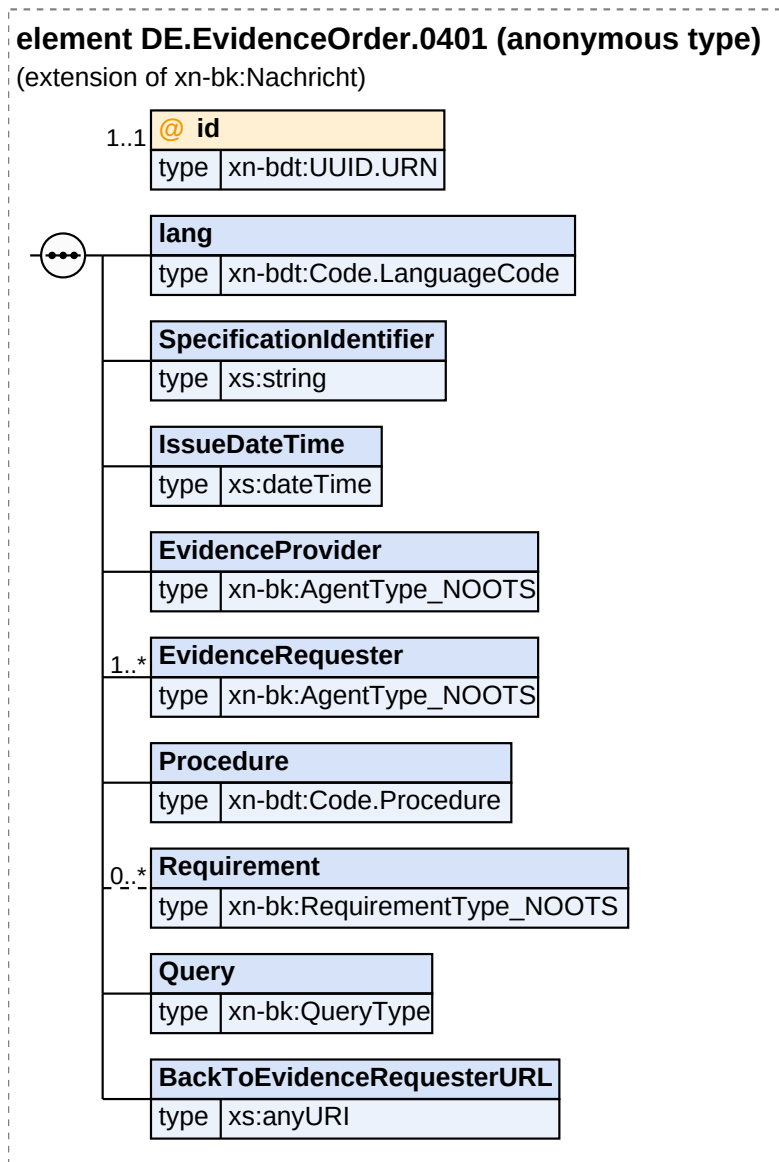 element DE.EvidenceOrder.0401 (anonymous type)
(extension of xn-bk:Nachricht)
1..1 @ id
type xn-bdt:UUID.URN
lang
type xn-bdt:Code.LanguageCode
SpecificationIdentifier
type xs:string
IssueDateTime
type xs:dateTime
EvidenceProvider
type xn-bk:AgentType_NOOTS
1..* EvidenceRequester
type xn-bk:AgentType_NOOTS
Procedure
type xn-bdt:Code.Procedure
0..* Requirement
type xn-bk:RequirementType_NOOTS
Query
type xn-bk:QueryType
BackToEvidenceRequesterURL
type xs:anyURI